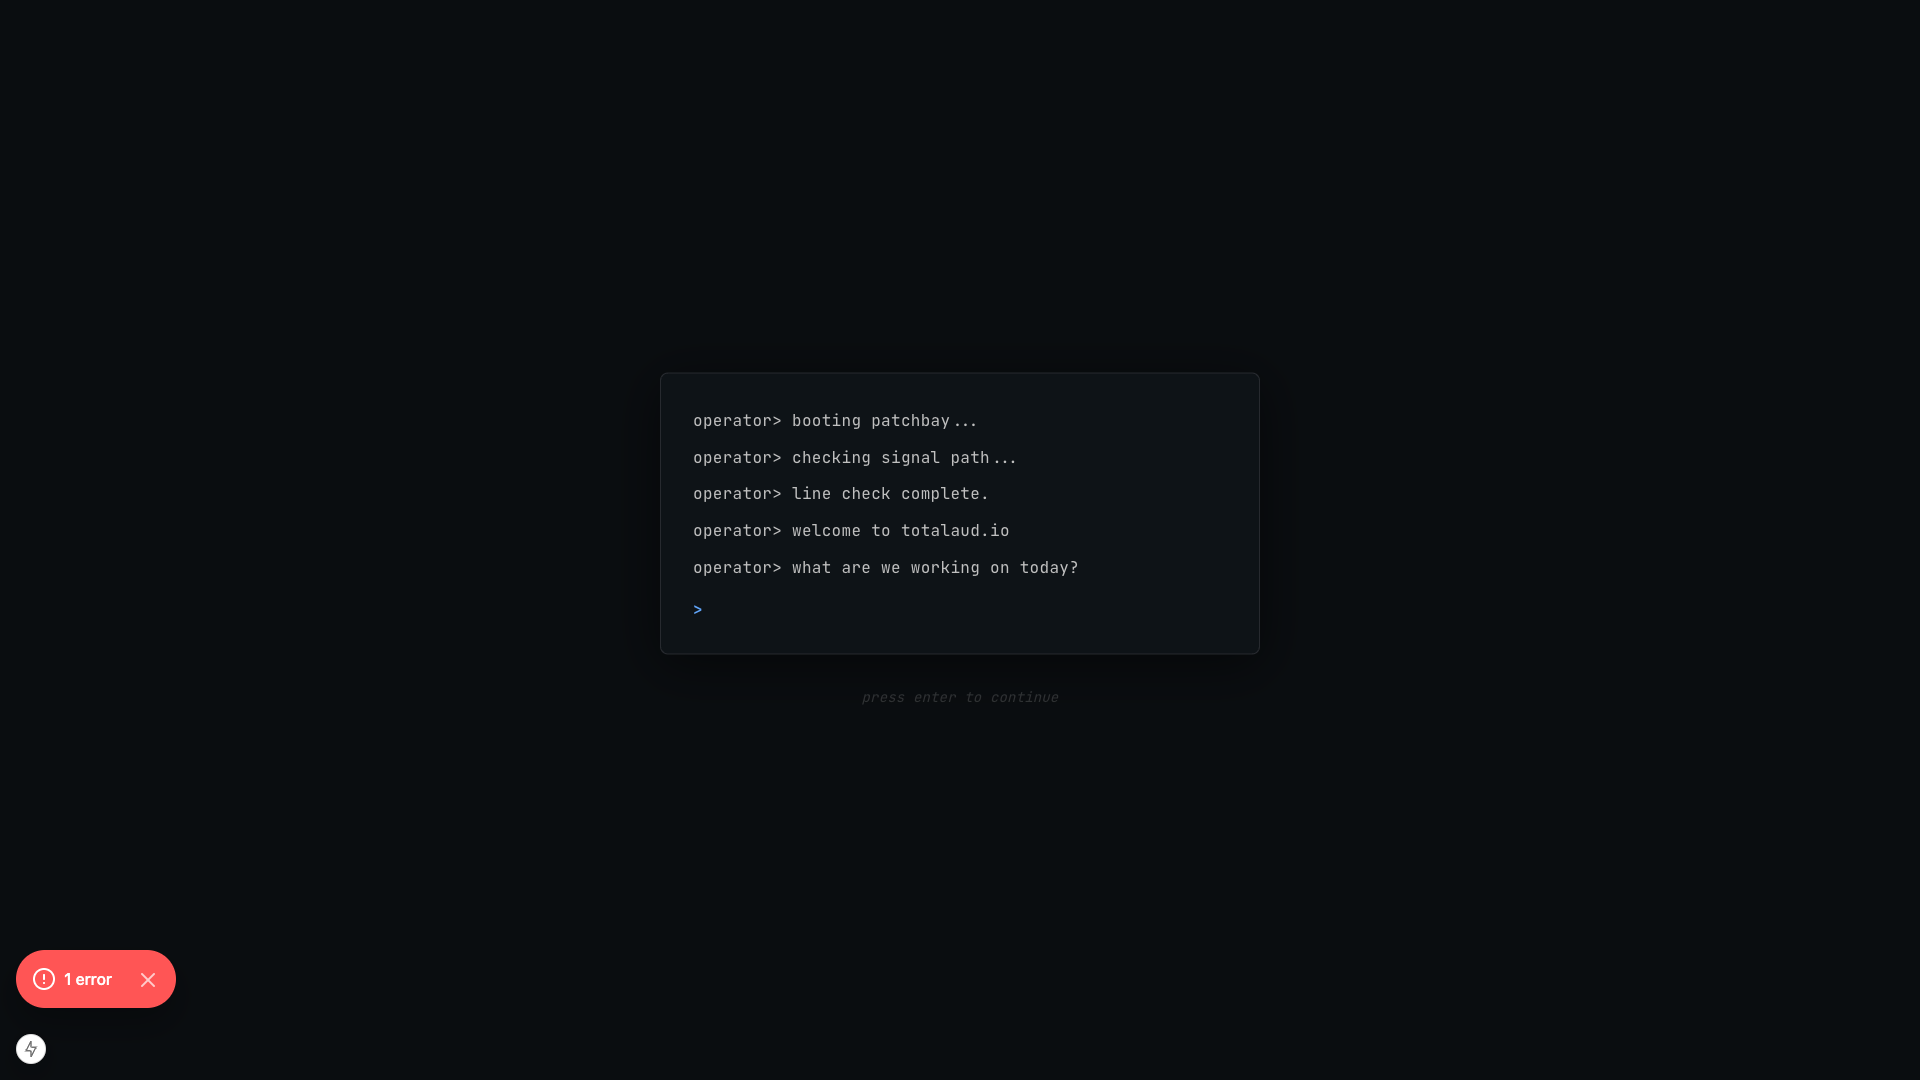 operator> booting patchbay...
operator> checking signal path...
operator> line check complete.
operator> welcome to totalaud.io
operator> what are we working on today?
>
press enter to continue
1 error